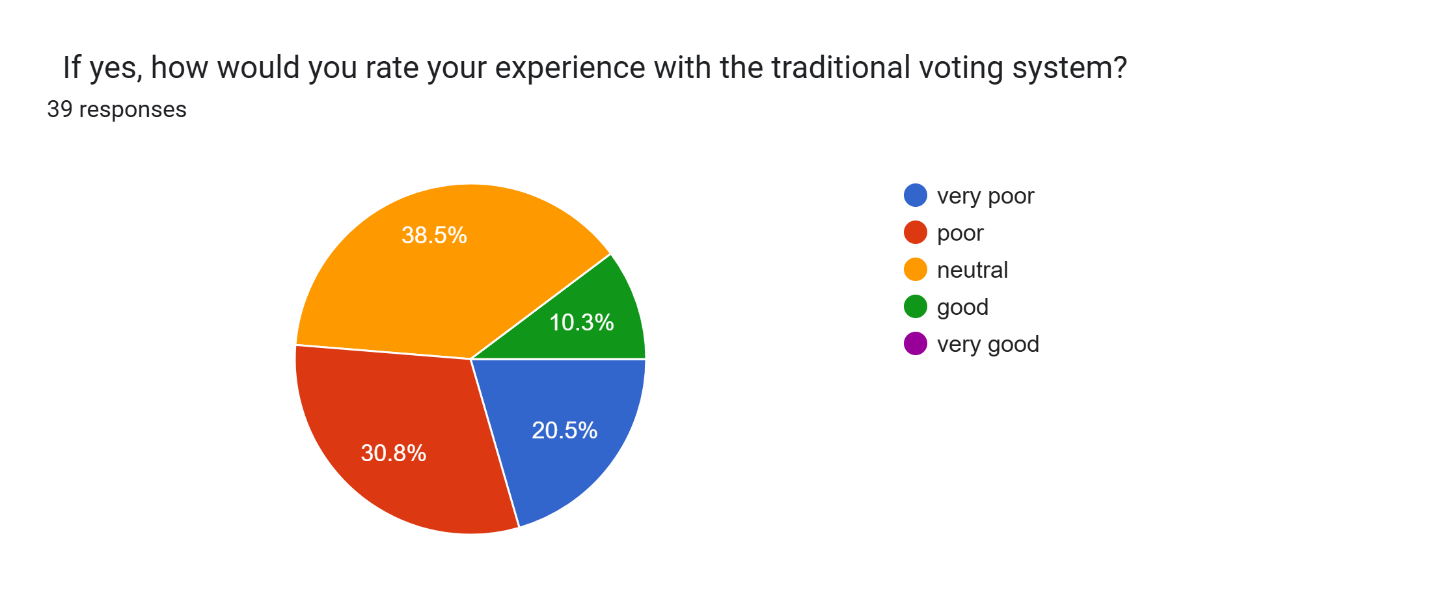 If yes, how would you rate your experience with the traditional voting system?
39 responses
38.5%
10.3%
20.5%
30.8%
very poor
poor
neutral
good
very good